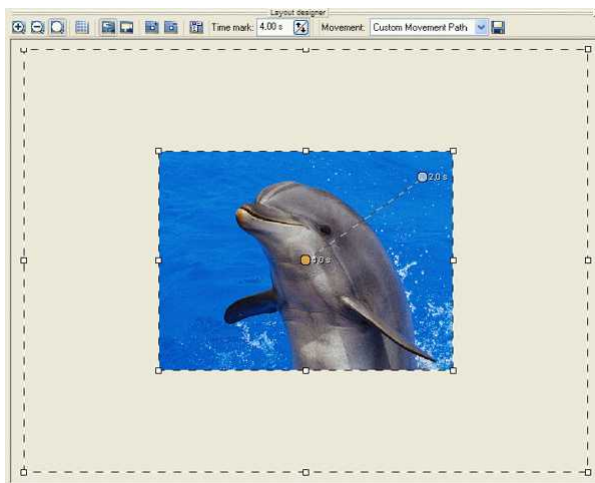 Layout designer
Time mark: 4.00 s Movement: Custom Movement Path
2.0 s